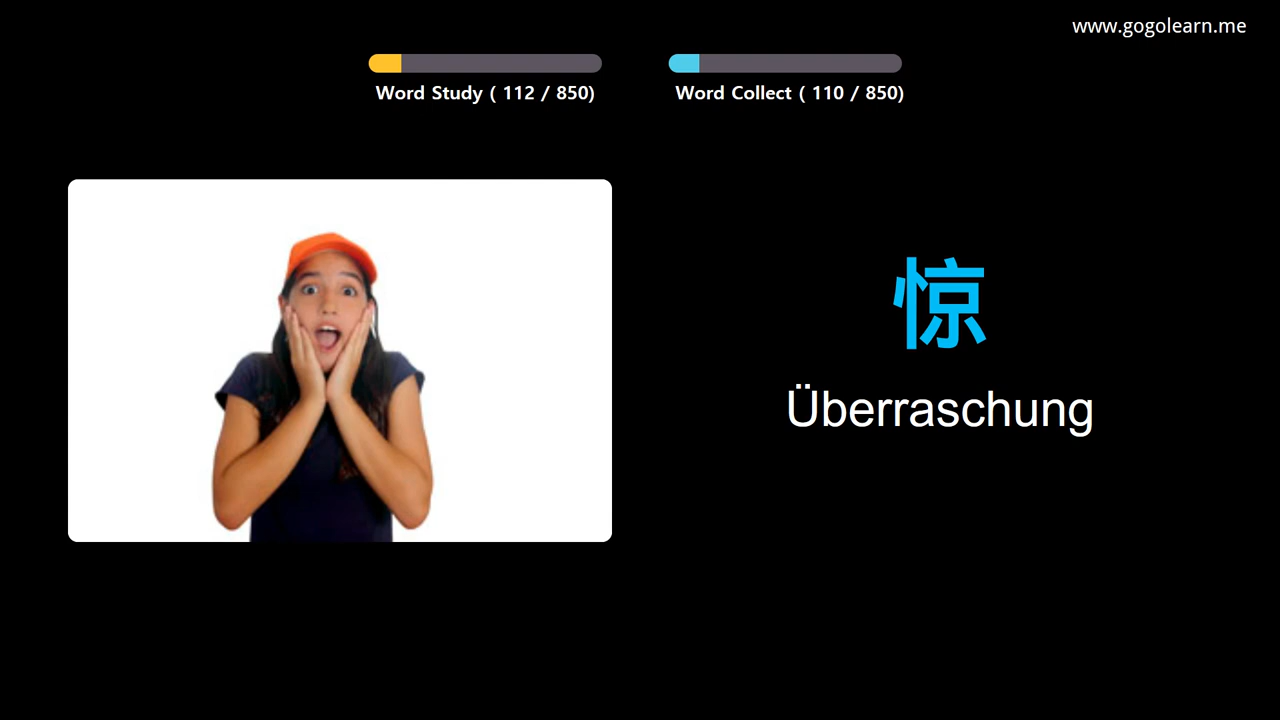 www.gogolearn.me
Word Study ( 112 / 850)
Word Collect ( 110 / 850)
惊
Überraschung